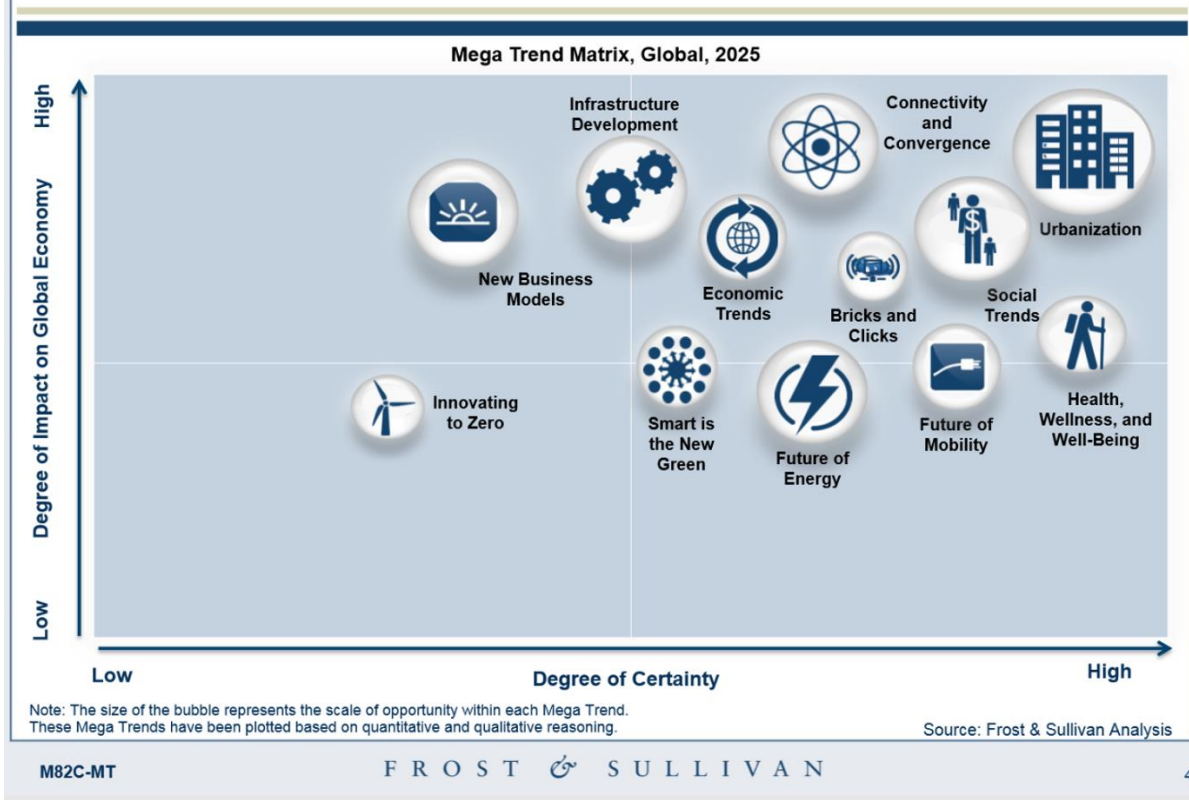 Mega Trend Matrix, Global, 2025
High
Degree of Impact on Global Economy
Low
Infrastructure
Development
Connectivity
and
Convergence
Urbanization
New Business
Models
Economic
Trends
Bricks and
Clicks
Social
Trends
Innovating
to Zero
Smart is
the New
Green
Future of
Energy
Future of
Mobility
Health,
Wellness, and
Well-Being
Low
Degree of Certainty
High
Note: The size of the bubble represents the scale of opportunity within each Mega Trend.
These Mega Trends have been plotted based on quantitative and qualitative reasoning.
Source: Frost & Sullivan Analysis
M82C-MT
FROST & SULLIVAN